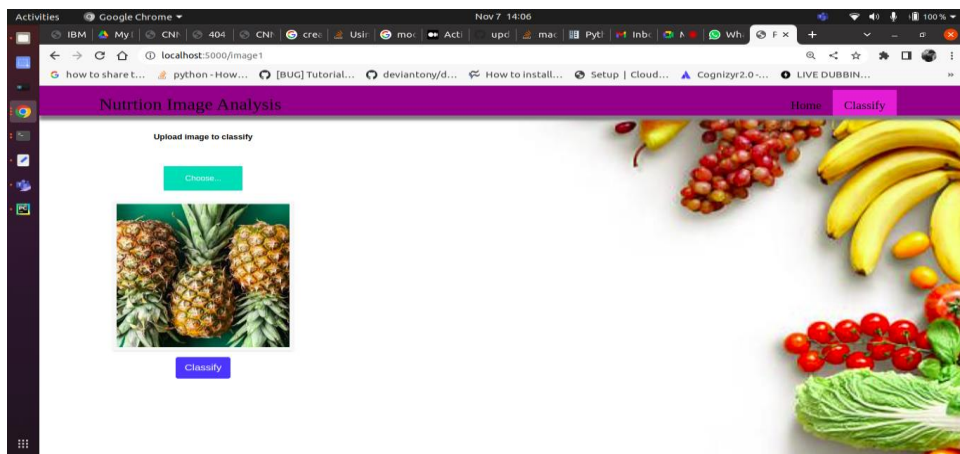 Activities Google Chrome Nov 7 14:06 100 %
IBM My CNN 404 CNN crea Usin moc Acti upd mac Pyth Inbo Wh F
localhost:5000/image1
how to share t... python - How... [BUG] Tutorial... deviantony/d... How to install... Setup | Cloud... Cognizyr2.0 -... LIVE DUBBIN... »
Nutrtion Image Analysis Home Classify
Upload image to classify
Choose...
Classify